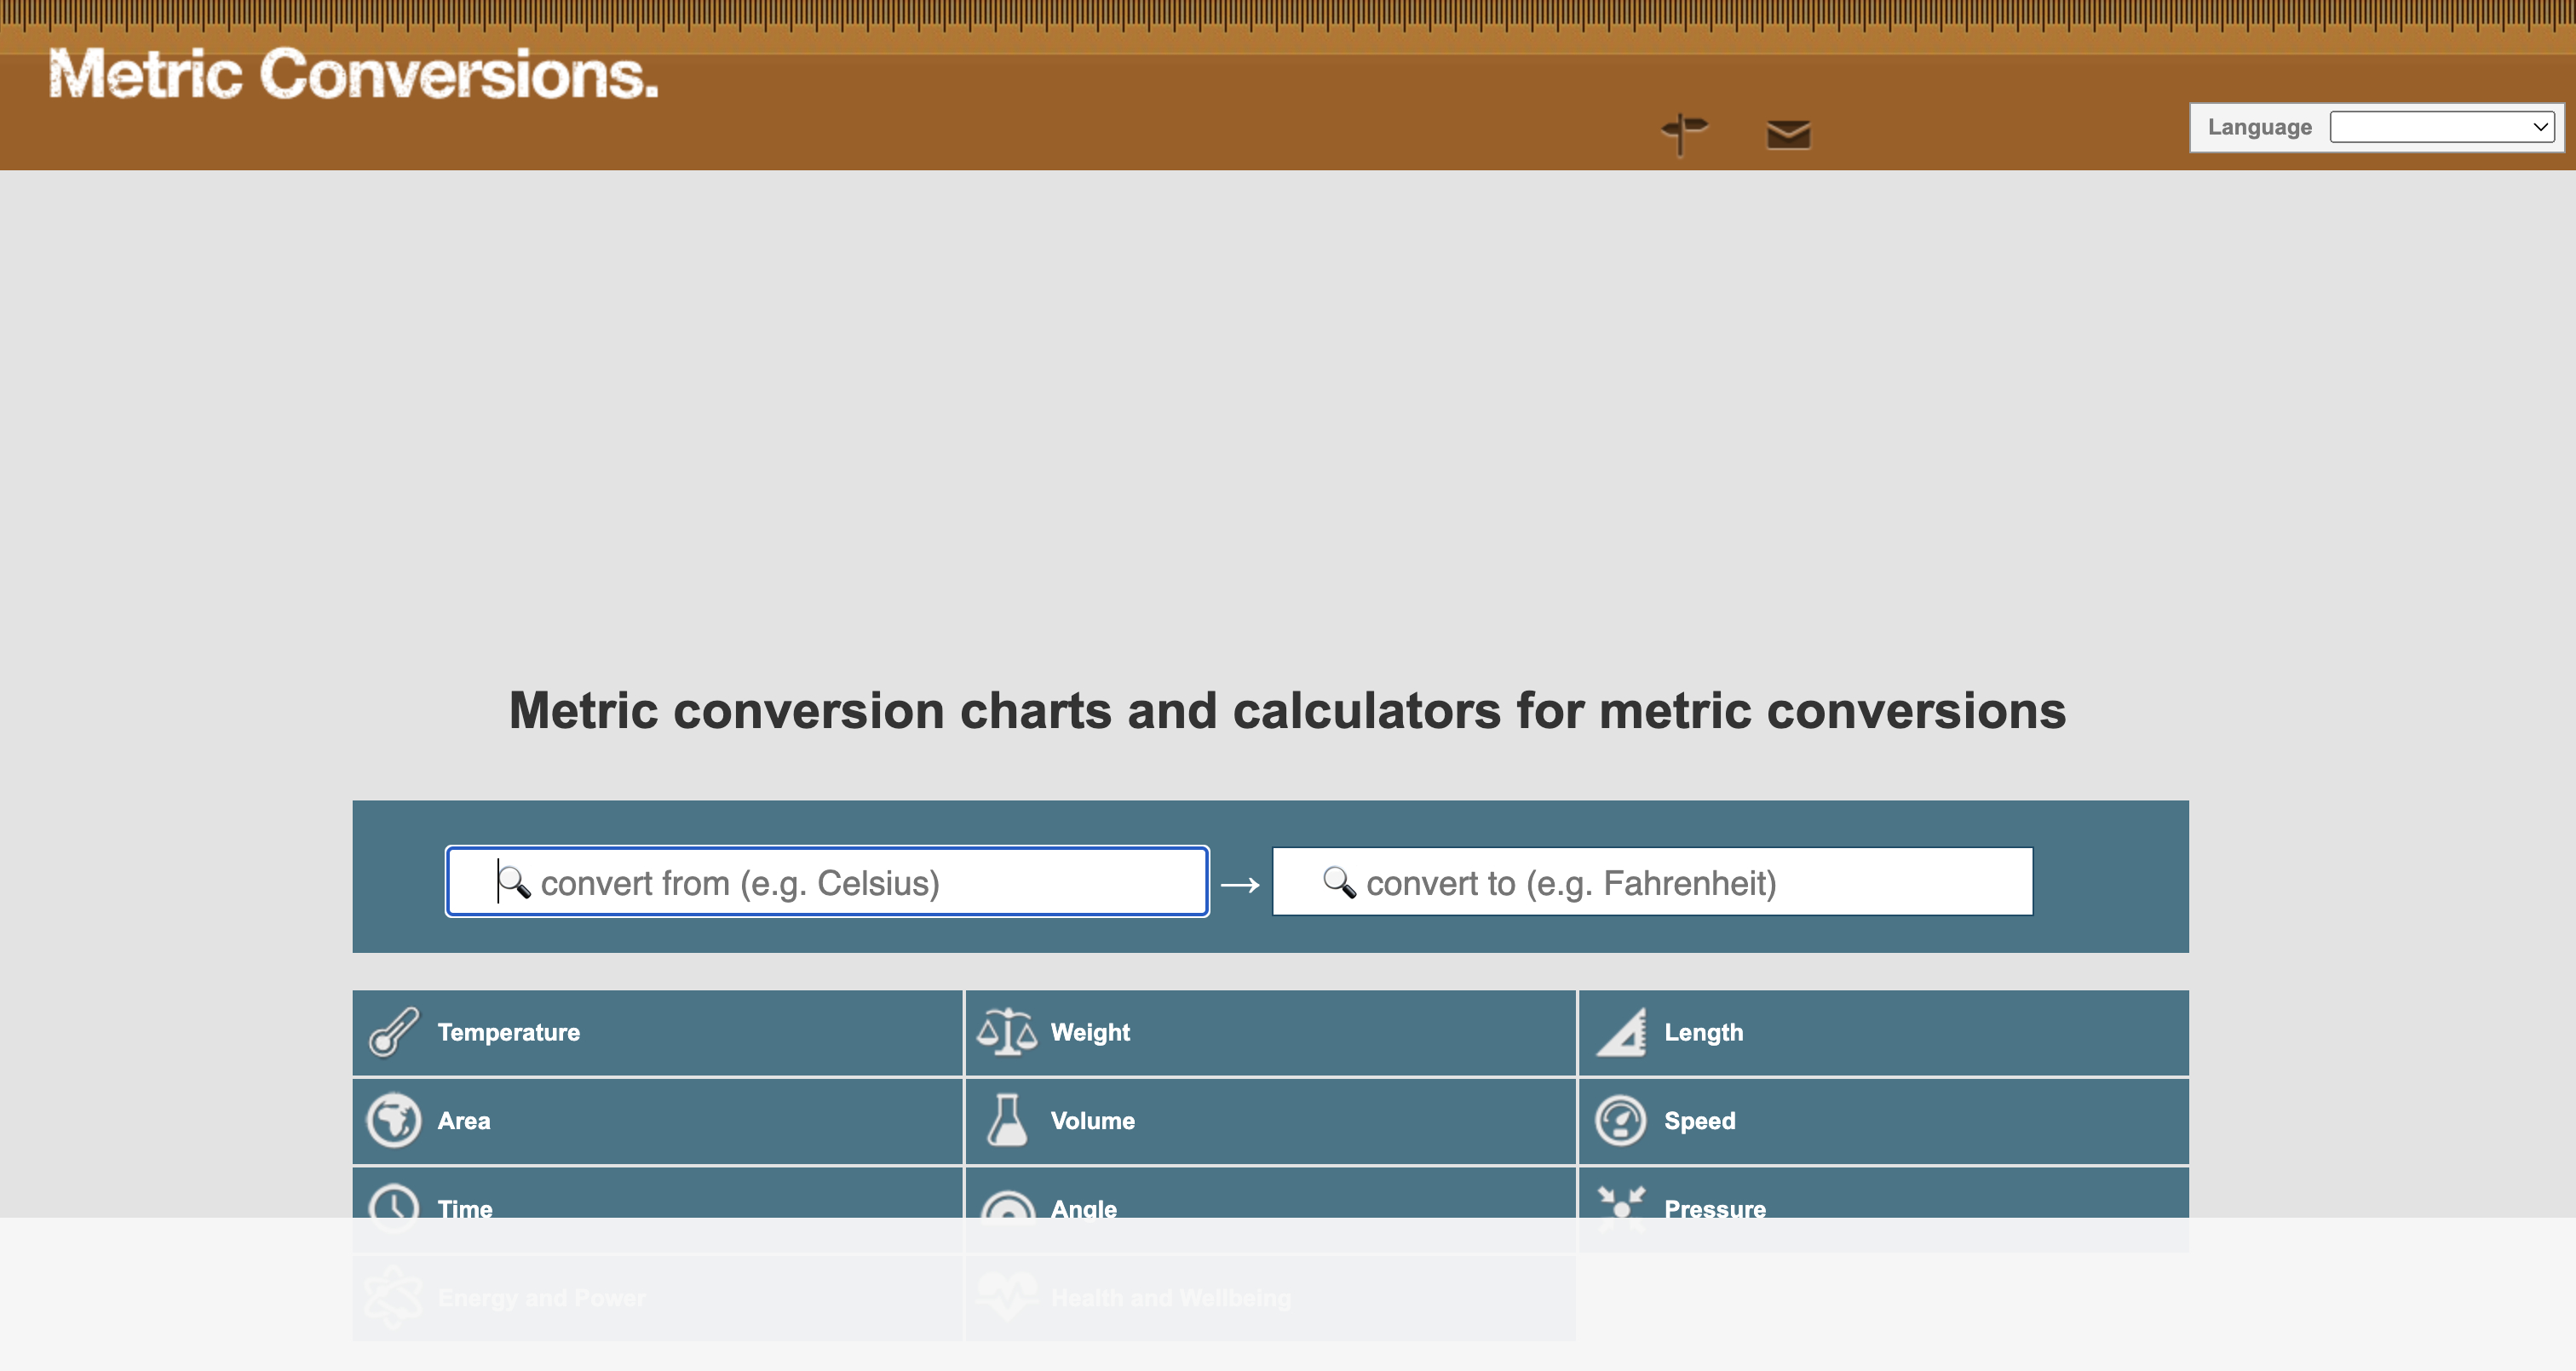 Metric Conversions.
Language
Metric conversion charts and calculators for metric conversions
🔍 convert from (e.g. Celsius) → 🔍 convert to (e.g. Fahrenheit)
Temperature
Weight
Length
Area
Volume
Speed
Time
Angle
Pressure
Energy and Power
Health and Wellbeing